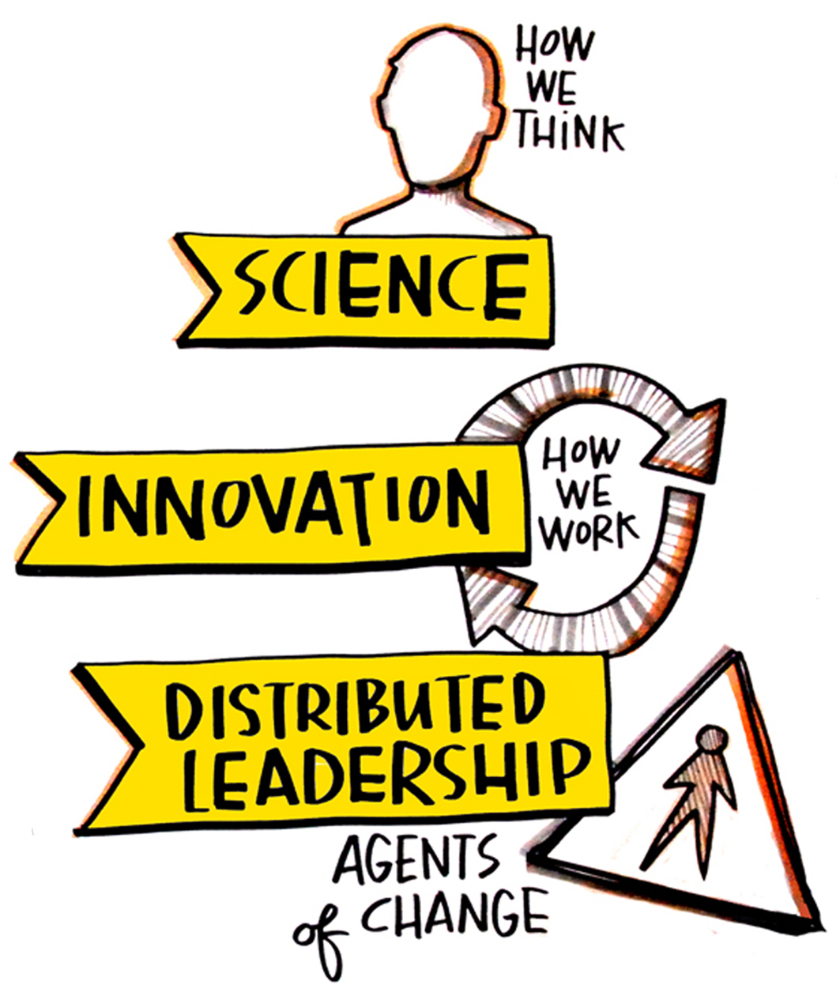 HOW
WE
THiNK
SCIENCE
INNOVATION
HOW
WE
WORK
DISTRIBUTED
LEADERSHIP
AGENTS
of CHANGE